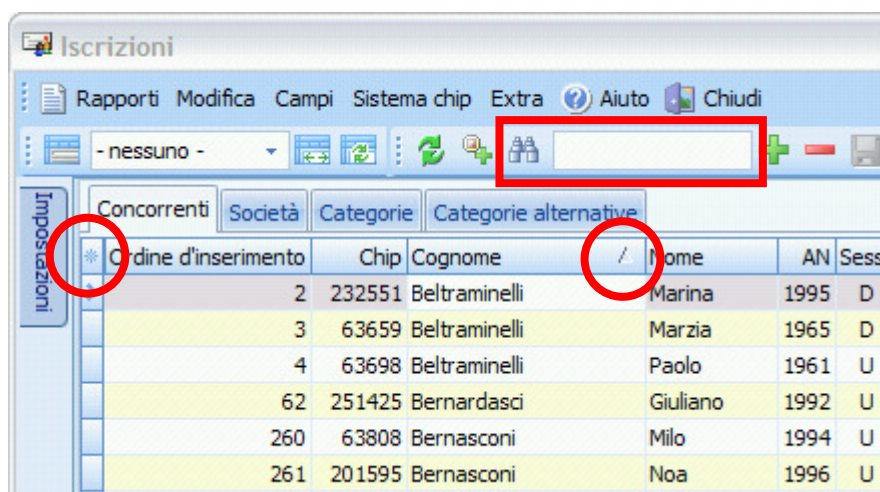 Iscrizioni
Rapporti Modifica Campi Sistema chip Extra Aiuto Chiudi
- nessuno -
Impostazioni
Concorrenti Società Categorie Categorie alternative
Ordine d'inserimento Chip Cognome Nome AN Sess
2 232551 Beltraminelli Marina 1995 D
3 63659 Beltraminelli Marzia 1965 D
4 63698 Beltraminelli Paolo 1961 U
62 251425 Bernardasci Giuliano 1992 U
260 63808 Bernasconi Milo 1994 U
261 201595 Bernasconi Noa 1996 U